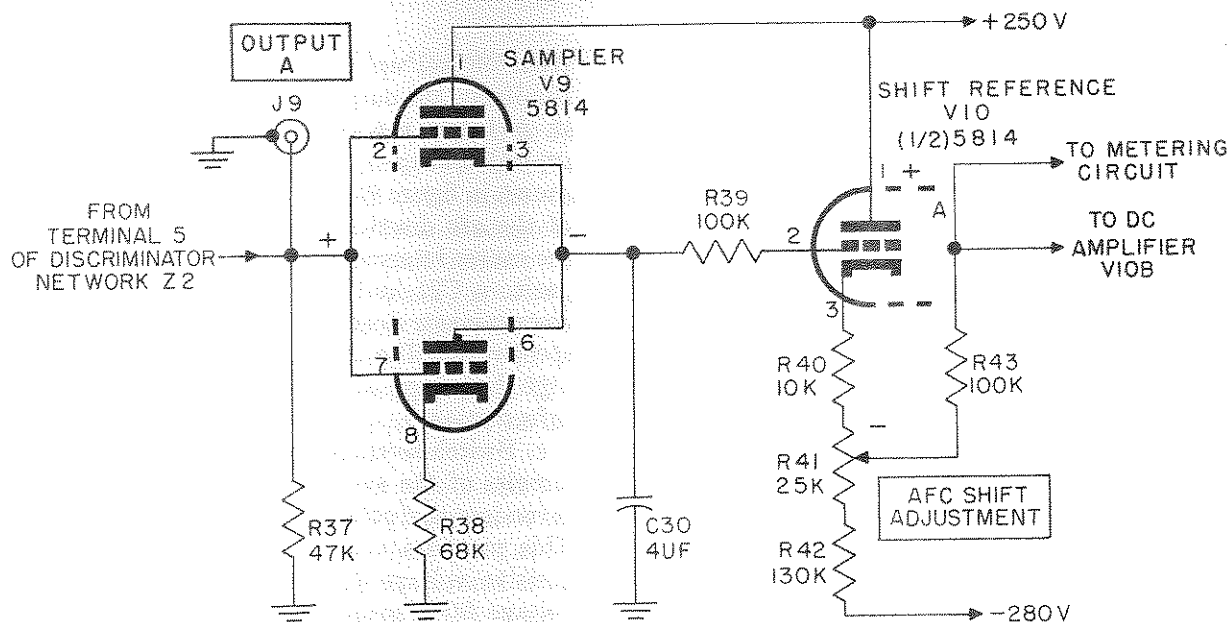 OUTPUT
A
J9
SAMPLER
V9
5814
+250V
SHIFT REFERENCE
V10
(1/2)5814
TO METERING
CIRCUIT
TO DC
AMPLIFIER
V10B
FROM
TERMINAL 5
OF DISCRIMINATOR
NETWORK Z2
+
1
2
3
-
6
7
8
R39
100K
1 +
A
2
3
R40
10K
-
R41
25K
R43
100K
AFC SHIFT
ADJUSTMENT
R42
130K
-280V
R37
47K
R38
68K
C30
4UF